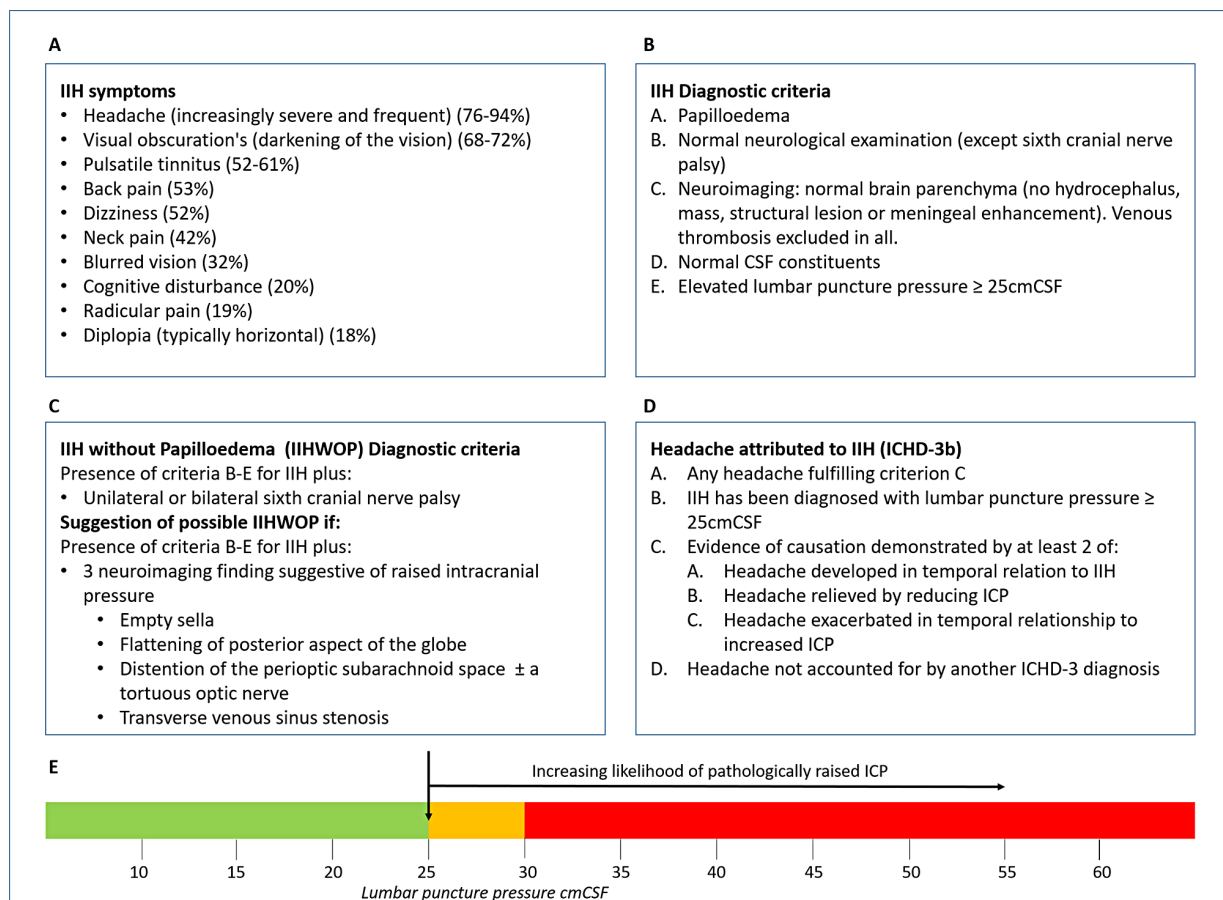 A
IIH symptoms
• Headache (increasingly severe and frequent) (76-94%)
• Visual obscuration's (darkening of the vision) (68-72%)
• Pulsatile tinnitus (52-61%)
• Back pain (53%)
• Dizziness (52%)
• Neck pain (42%)
• Blurred vision (32%)
• Cognitive disturbance (20%)
• Radicular pain (19%)
• Diplopia (typically horizontal) (18%)
B
IIH Diagnostic criteria
A. Papilloedema
B. Normal neurological examination (except sixth cranial nerve
palsy)
C. Neuroimaging: normal brain parenchyma (no hydrocephalus,
mass, structural lesion or meningeal enhancement). Venous
thrombosis excluded in all.
D. Normal CSF constituents
E. Elevated lumbar puncture pressure ≥ 25cmCSF
C
IIH without Papilloedema (IIHWOP) Diagnostic criteria
Presence of criteria B-E for IIH plus:
• Unilateral or bilateral sixth cranial nerve palsy
Suggestion of possible IIHWOP if:
Presence of criteria B-E for IIH plus:
• 3 neuroimaging finding suggestive of raised intracranial
pressure
• Empty sella
• Flattening of posterior aspect of the globe
• Distention of the perioptic subarachnoid space ± a
tortuous optic nerve
• Transverse venous sinus stenosis
D
Headache attributed to IIH (ICHD-3b)
A. Any headache fulfilling criterion C
B. IIH has been diagnosed with lumbar puncture pressure ≥
25cmCSF
C. Evidence of causation demonstrated by at least 2 of:
A. Headache developed in temporal relation to IIH
B. Headache relieved by reducing ICP
C. Headache exacerbated in temporal relationship to
increased ICP
D. Headache not accounted for by another ICHD-3 diagnosis
E
Increasing likelihood of pathologically raised ICP
10 15 20 25 30 35 40 45 50 55 60
Lumbar puncture pressure cmCSF